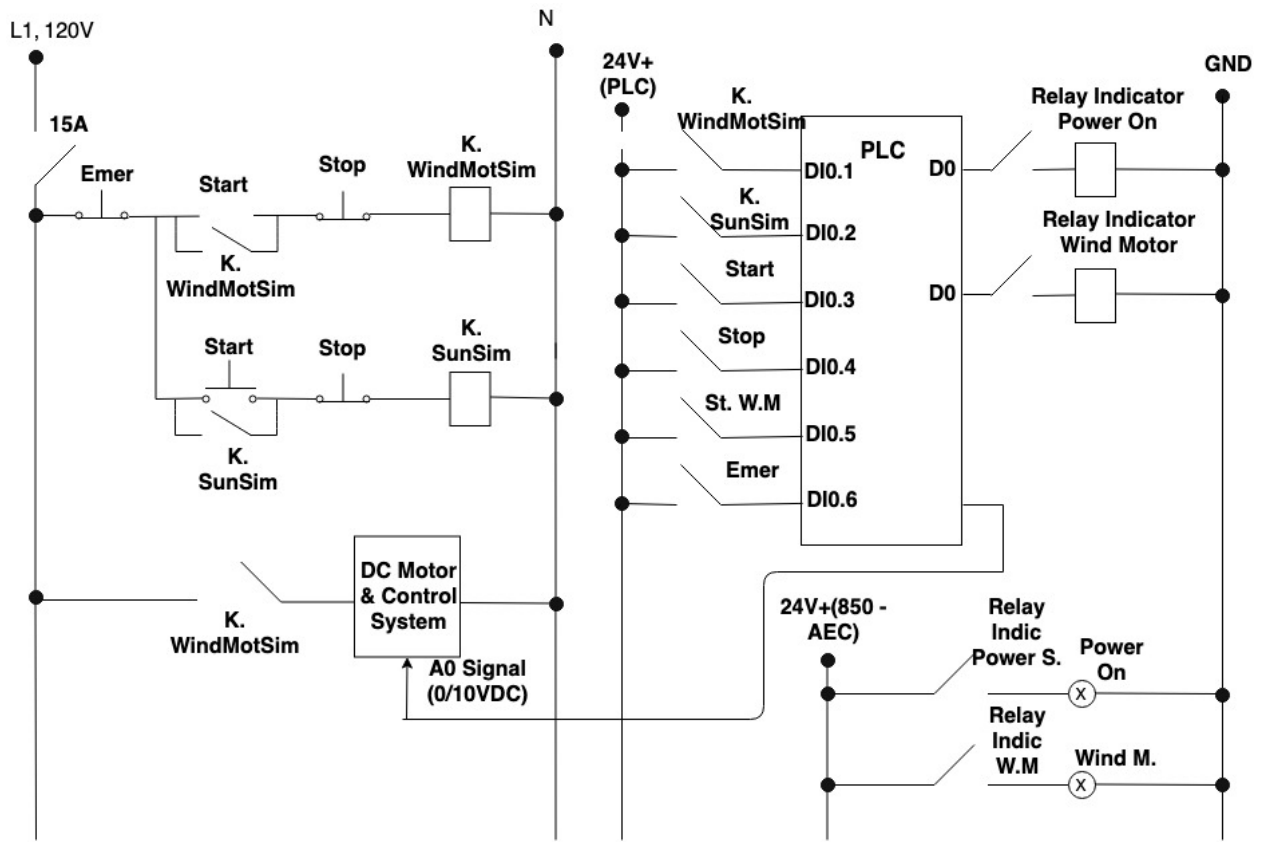 L1, 120V
N
15A
Emer
Start
Stop
K.
WindMotSim
K.
WindMotSim
Start
Stop
K.
SunSim
K.
SunSim
K.
WindMotSim
DC Motor
& Control
System
A0 Signal
(0/10VDC)
24V+
(PLC)
K.
WindMotSim
K.
SunSim
Start
Stop
St. W.M
Emer
PLC
DI0.1
DI0.2
DI0.3
DI0.4
DI0.5
DI0.6
D0
D0
GND
Relay Indicator
Power On
Relay Indicator
Wind Motor
24V+(850 -
AEC)
Relay
Indic
Power S.
Power
On
X
Relay
Indic
W.M
Wind M.
X